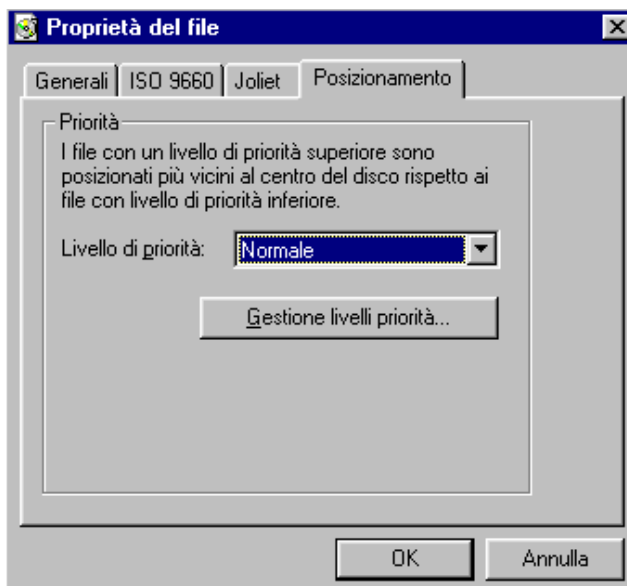 Proprietà del file
Generali ISO 9660 Joliet Posizionamento
Priorità
I file con un livello di priorità superiore sono
posizionati più vicini al centro del disco rispetto ai
file con livello di priorità inferiore.
Livello di priorità: Normale
Gestione livelli priorità...
OK Annulla